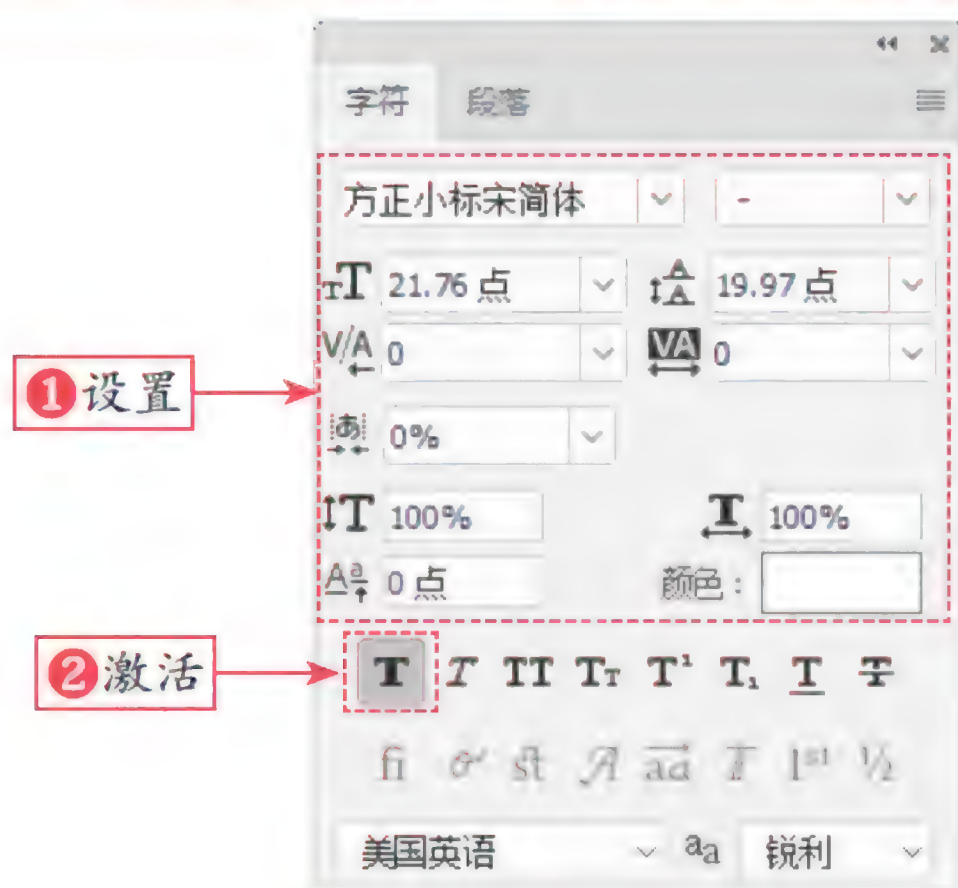 字符 段落
方正小标宋简体 -
21.76 点 19.97 点
V/A 0 VA 0
あ 0%
T 100% T 100%
Aa 0 点 颜色：
❶设置
❷激活
T T TT Tт T¹ T₁ T T
fi st A ad T 1st ½
美国英语 aa 锐利